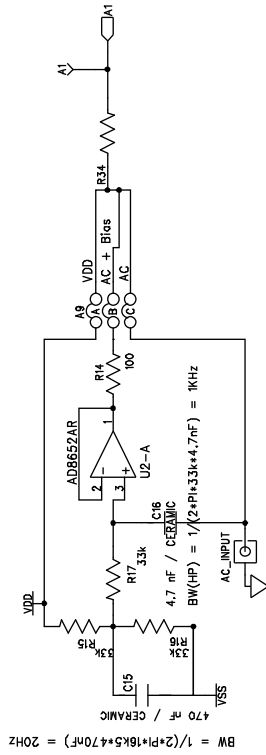 A1
A1
R34
VDD
AC + Bias
AC
A9
A
B
C
R14
100
AD8652AR
1
2
3
U2-A
R17
33k
C16
4.7 nF / CERAMIC
BW(HP) = 1/(2*PI*33k*4.7nF) = 1KHz
AC_INPUT
VDD
R15
33k
R16
33k
C15
470 nF / CERAMIC
VSS
BW = 1/(2*PI*16k5*470nF) = 20Hz